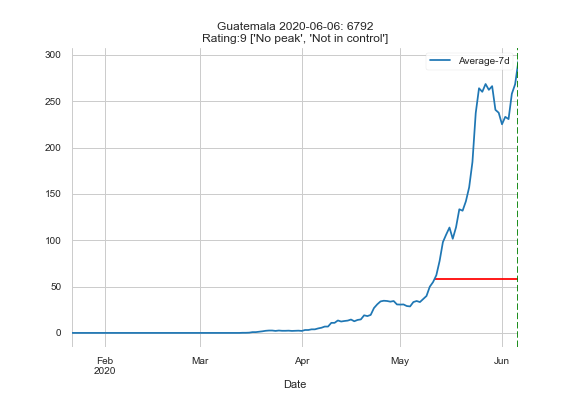 Guatemala 2020-06-06: 6792
Rating:9 ['No peak', 'Not in control']
Average-7d
300
250
200
150
100
50
0
Feb
2020
Mar
Apr
May
Jun
Date